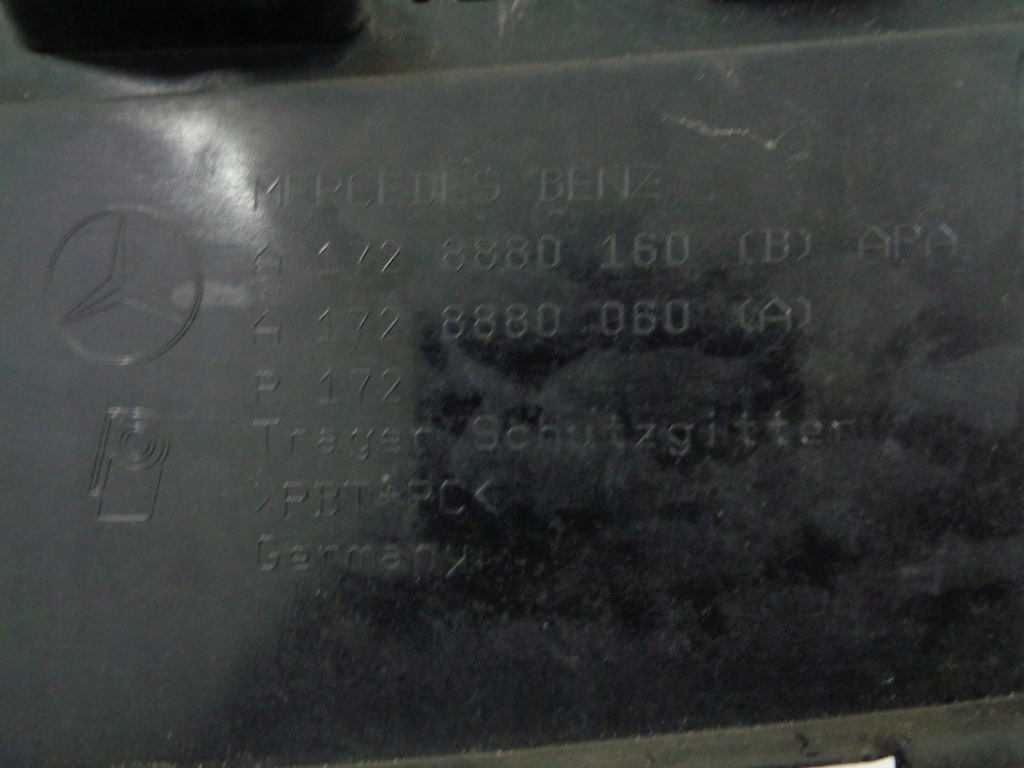 MERCEDES BENZ
A 172 8880 160 (B) APA
A 172 8880 060 (A)
R 172
Trager Schutzgitter
>PBT+PC<
Germany